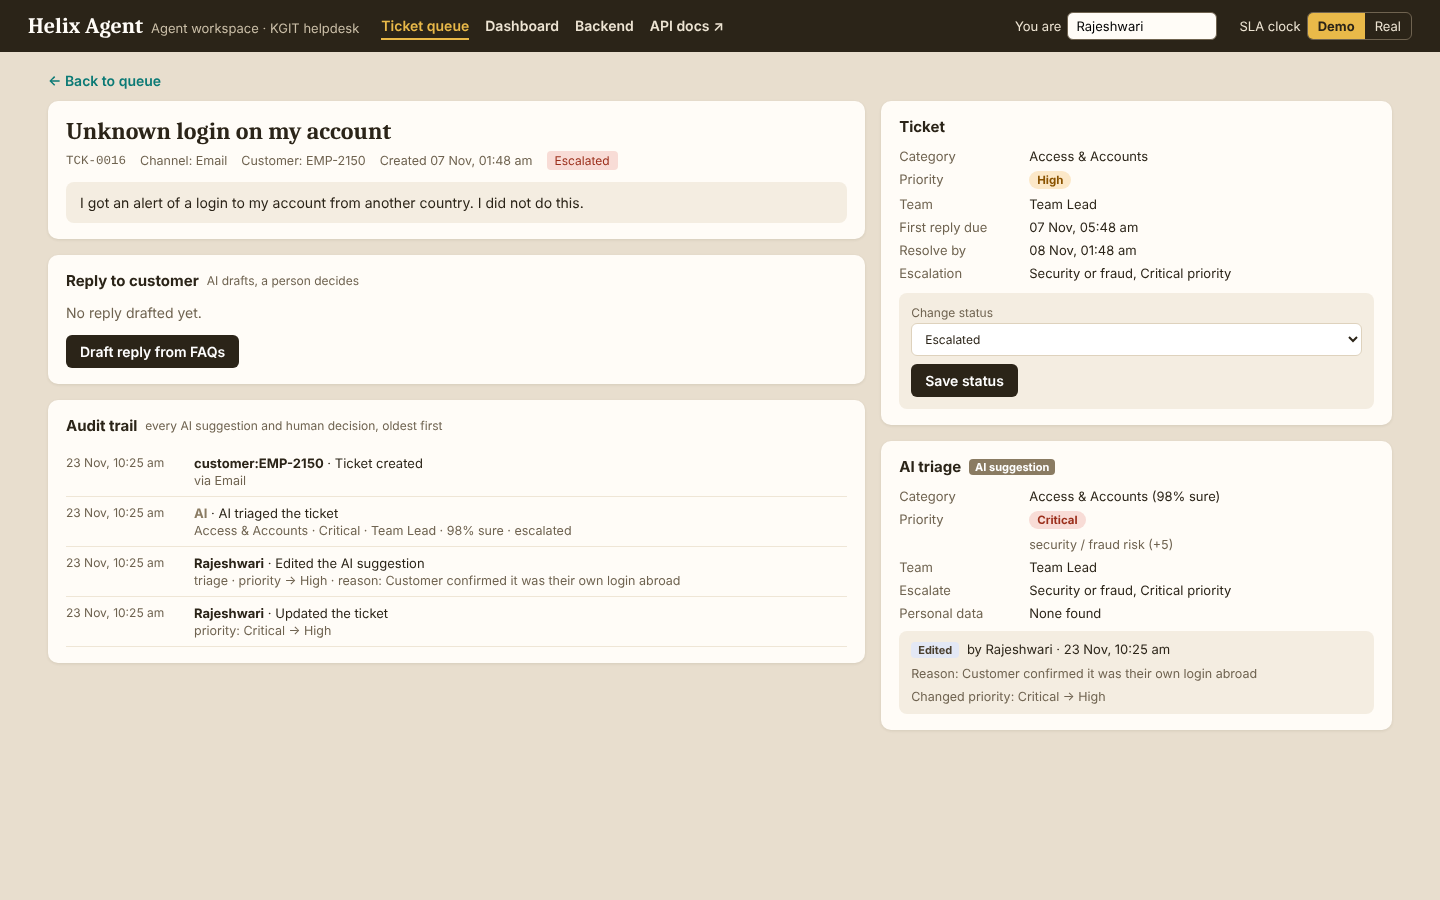 Helix Agent Agent workspace · KGIT helpdesk Ticket queue Dashboard Backend API docs ↗ You are Rajeshwari SLA clock Demo Real
← Back to queue
Unknown login on my account
TCK-0016 Channel: Email Customer: EMP-2150 Created 07 Nov, 01:48 am Escalated
I got an alert of a login to my account from another country. I did not do this.
Reply to customer AI drafts, a person decides
No reply drafted yet.
Draft reply from FAQs
Audit trail every AI suggestion and human decision, oldest first
23 Nov, 10:25 am customer:EMP-2150 · Ticket created
via Email
23 Nov, 10:25 am AI · AI triaged the ticket
Access & Accounts · Critical · Team Lead · 98% sure · escalated
23 Nov, 10:25 am Rajeshwari · Edited the AI suggestion
triage · priority → High · reason: Customer confirmed it was their own login abroad
23 Nov, 10:25 am Rajeshwari · Updated the ticket
priority: Critical → High
Ticket
Category Access & Accounts
Priority High
Team Team Lead
First reply due 07 Nov, 05:48 am
Resolve by 08 Nov, 01:48 am
Escalation Security or fraud, Critical priority
Change status
Escalated
Save status
AI triage AI suggestion
Category Access & Accounts (98% sure)
Priority Critical
security / fraud risk (+5)
Team Team Lead
Escalate Security or fraud, Critical priority
Personal data None found
Edited by Rajeshwari · 23 Nov, 10:25 am
Reason: Customer confirmed it was their own login abroad
Changed priority: Critical → High